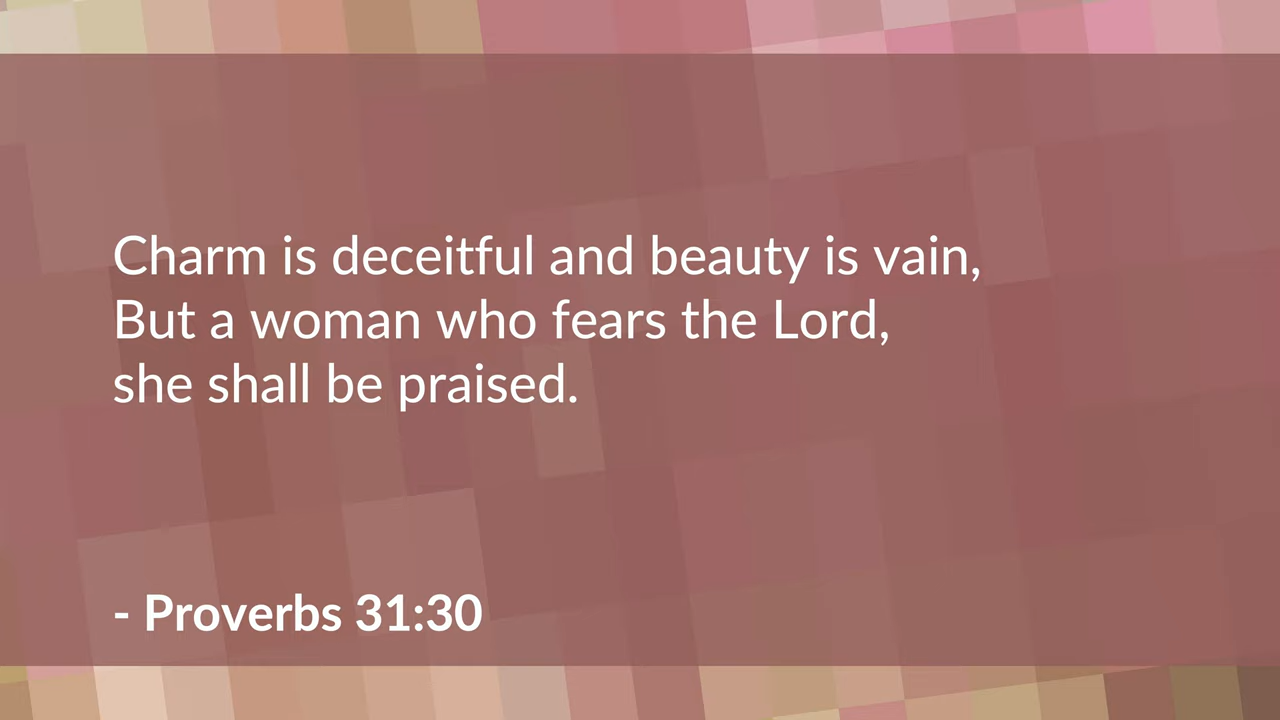 Charm is deceitful and beauty is vain,
But a woman who fears the Lord,
she shall be praised.
- Proverbs 31:30